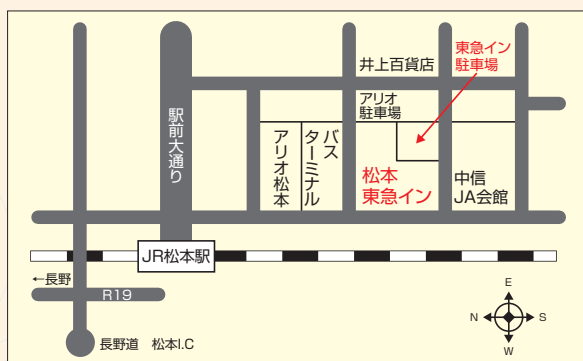 東急イン
駐車場
井上百貨店
アリオ
駐車場
駅前大通り
アリオ松本
バス
ターミナル
松本
東急イン
中信
JA会館
JR松本駅
←長野
R19
長野道 松本I.C
E
N
S
W